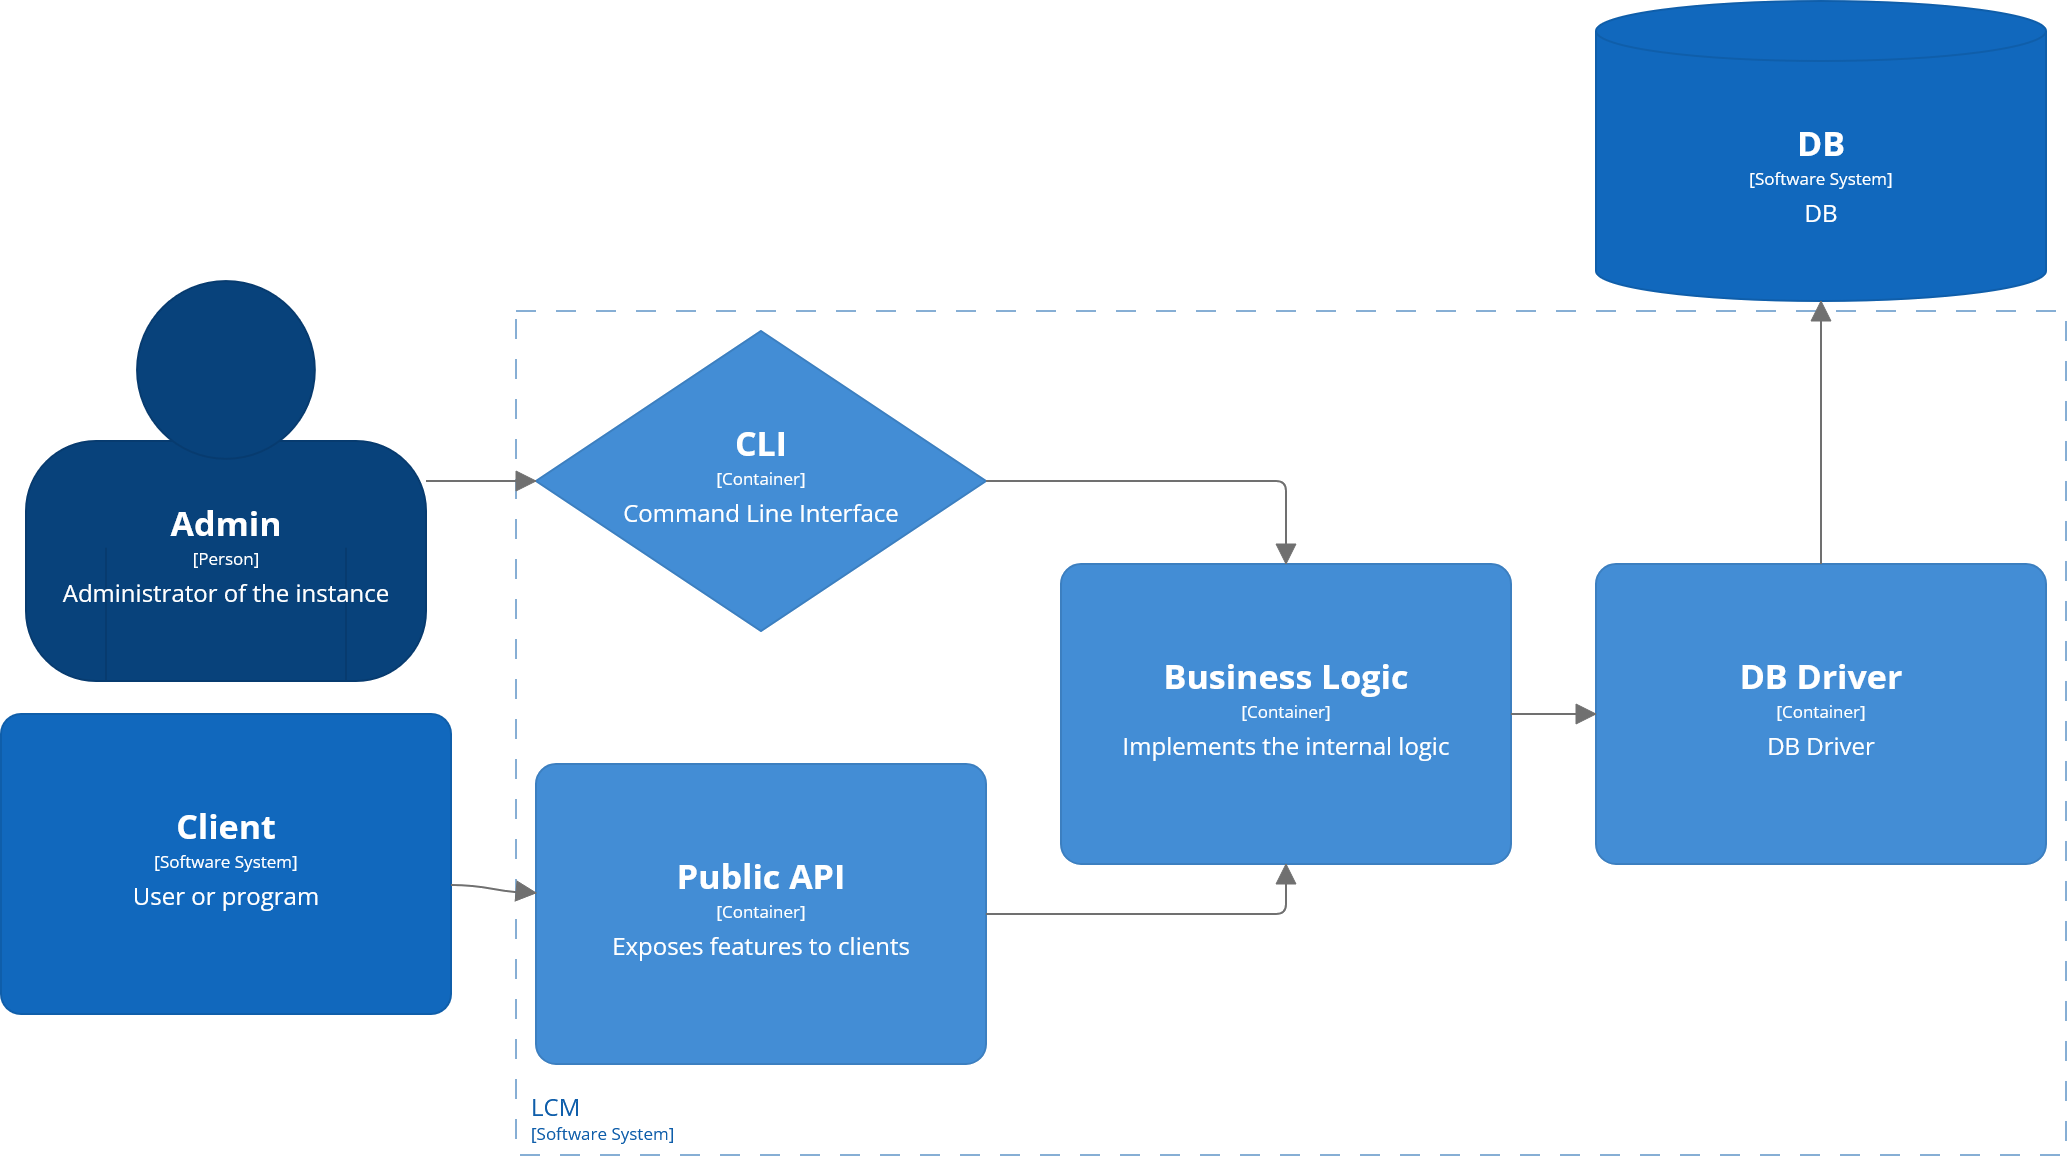 DB
[Software System]
DB
Admin
[Person]
Administrator of the instance
CLI
[Container]
Command Line Interface
Client
[Software System]
User or program
Public API
[Container]
Exposes features to clients
Business Logic
[Container]
Implements the internal logic
DB Driver
[Container]
DB Driver
LCM
[Software System]